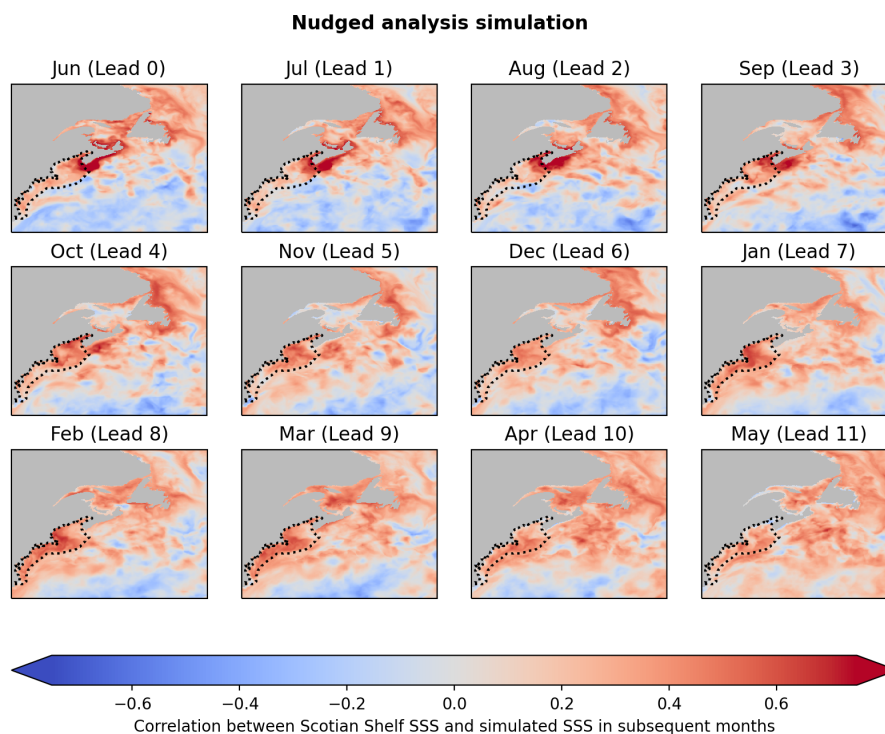 Nudged analysis simulation
Jun (Lead 0) Jul (Lead 1) Aug (Lead 2) Sep (Lead 3)
Oct (Lead 4) Nov (Lead 5) Dec (Lead 6) Jan (Lead 7)
Feb (Lead 8) Mar (Lead 9) Apr (Lead 10) May (Lead 11)
−0.6 −0.4 −0.2 0.0 0.2 0.4 0.6
Correlation between Scotian Shelf SSS and simulated SSS in subsequent months